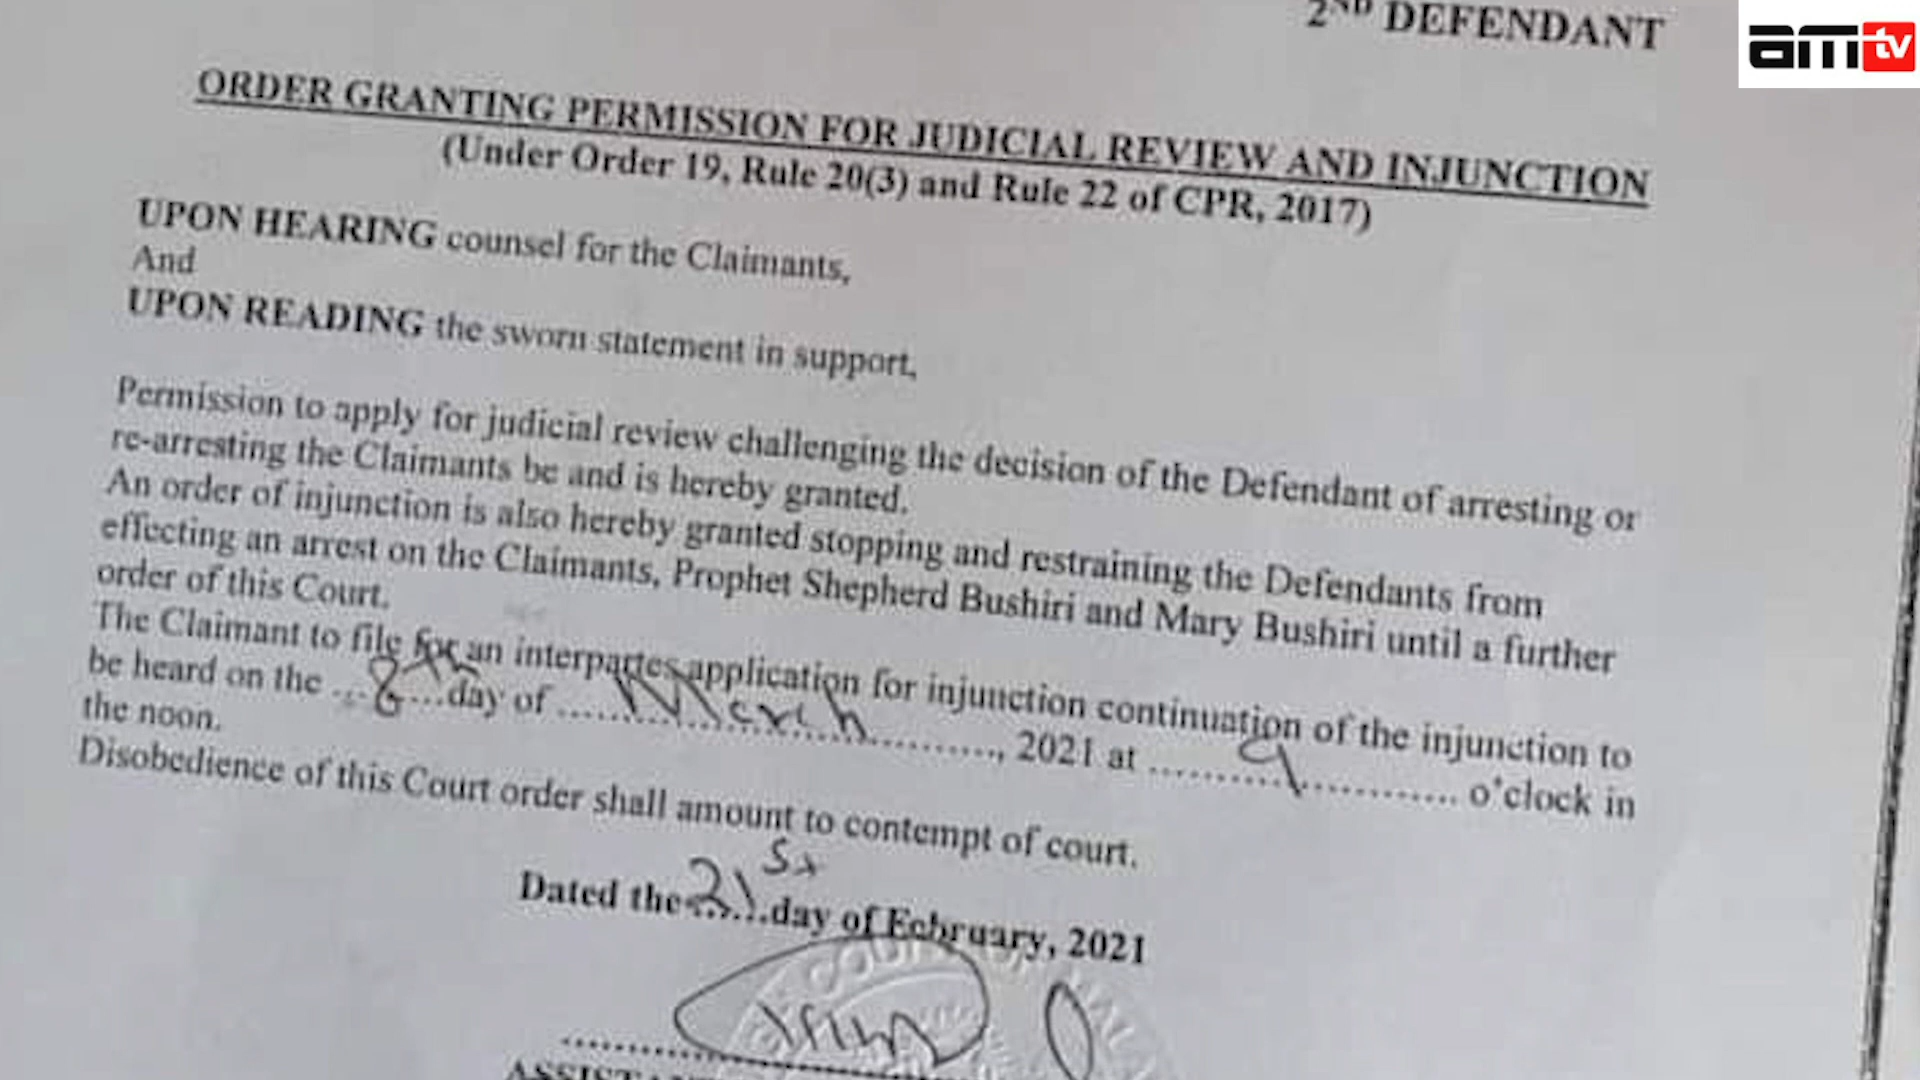 2ND DEFENDANT
amtv
ORDER GRANTING PERMISSION FOR JUDICIAL REVIEW AND INJUNCTION
(Under Order 19, Rule 20(3) and Rule 22 of CPR, 2017)
UPON HEARING counsel for the Claimants,
And
UPON READING the sworn statement in support,
Permission to apply for judicial review challenging the decision of the Defendant of arresting or
re-arresting the Claimants be and is hereby granted.
An order of injunction is also hereby granted stopping and restraining the Defendants from
effecting an arrest on the Claimants, Prophet Shepherd Bushiri and Mary Bushiri until a further
order of this Court.
The Claimant to file for an interpartes application for injunction continuation of the injunction to
be heard on the ...8th...day of ....March...., 2021 at ....9.... o'clock in
the noon.
Disobedience of this Court order shall amount to contempt of court.
Dated the 21st day of February, 2021